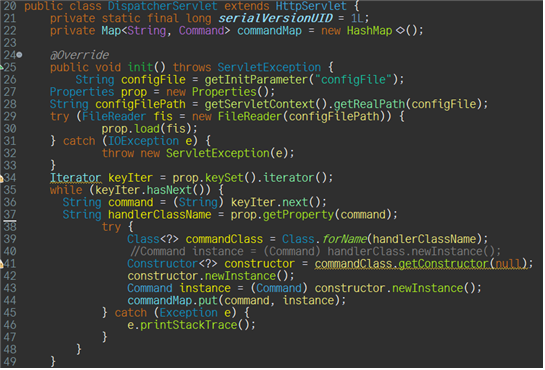 20 public class DispatcherServlet extends HttpServlet {
21 private static final long serialVersionUID = 1L;
22 private Map<String, Command> commandMap = new HashMap<>();
23
24 @Override
25 public void init() throws ServletException {
26 String configFile = getInitParameter("configFile");
27 Properties prop = new Properties();
28 String configFilePath = getServletContext().getRealPath(configFile);
29 try (FileReader fis = new FileReader(configFilePath)) {
30 prop.load(fis);
31 } catch (IOException e) {
32 throw new ServletException(e);
33 }
34 Iterator keyIter = prop.keySet().iterator();
35 while (keyIter.hasNext()) {
36 String command = (String) keyIter.next();
37 String handlerClassName = prop.getProperty(command);
38 try {
39 Class<?> commandClass = Class.forName(handlerClassName);
40 //Command instance = (Command) handlerClass.newInstance();
41 Constructor<?> constructor = commandClass.getConstructor(null);
42 constructor.newInstance();
43 Command instance = (Command) constructor.newInstance();
44 commandMap.put(command, instance);
45 } catch (Exception e) {
46 e.printStackTrace();
47 }
48 }
49 }